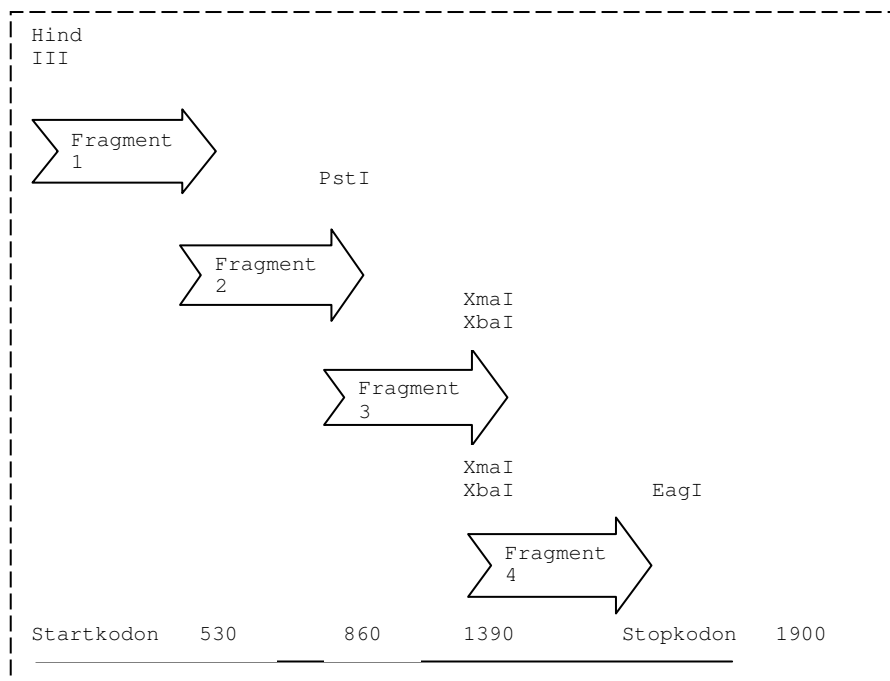 Hind
III
Fragment
1
PstI
Fragment
2
XmaI
XbaI
Fragment
3
XmaI
XbaI EagI
Fragment
4
Startkodon 530 860 1390 Stopkodon 1900